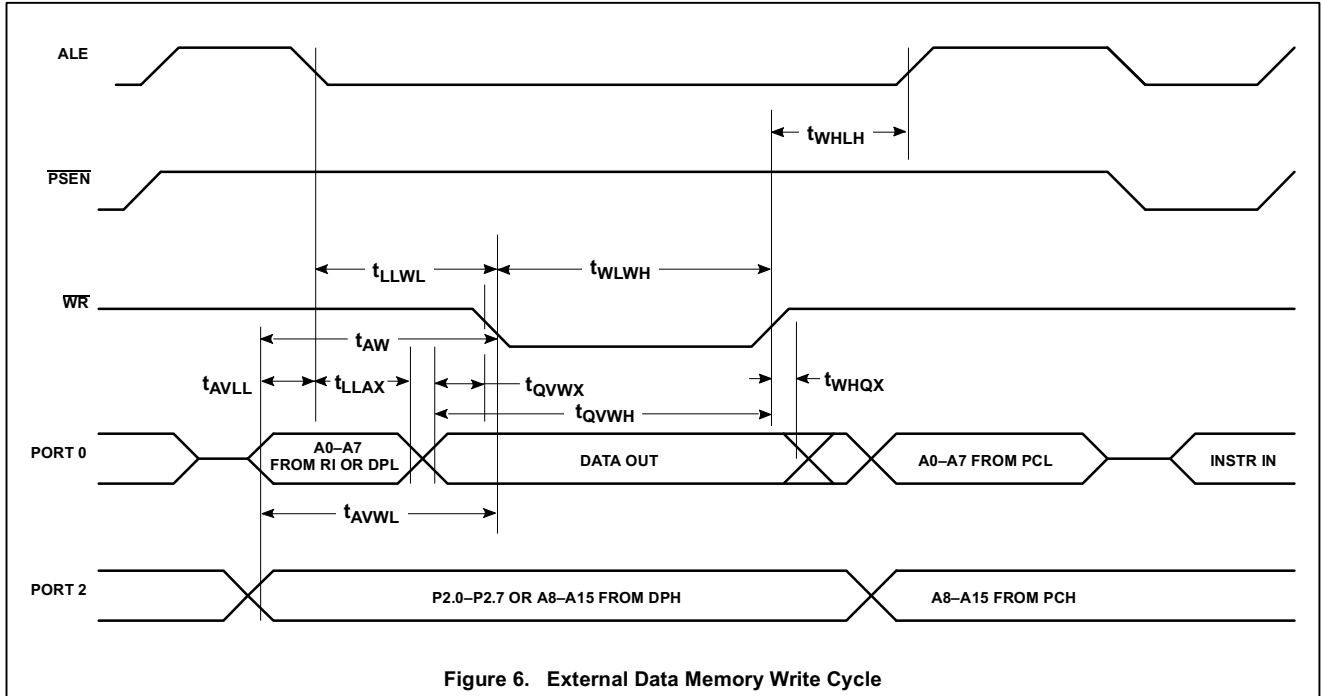 ALE
tWHLH
PSEN
tLLWL
tWLWH
WR
tAW
tAVLL
tLLAX
tQVWX
tWHQX
tQVWH
PORT 0
A0–A7
FROM RI OR DPL
DATA OUT
A0–A7 FROM PCL
INSTR IN
tAVWL
PORT 2
P2.0–P2.7 OR A8–A15 FROM DPH
A8–A15 FROM PCH
Figure 6. External Data Memory Write Cycle